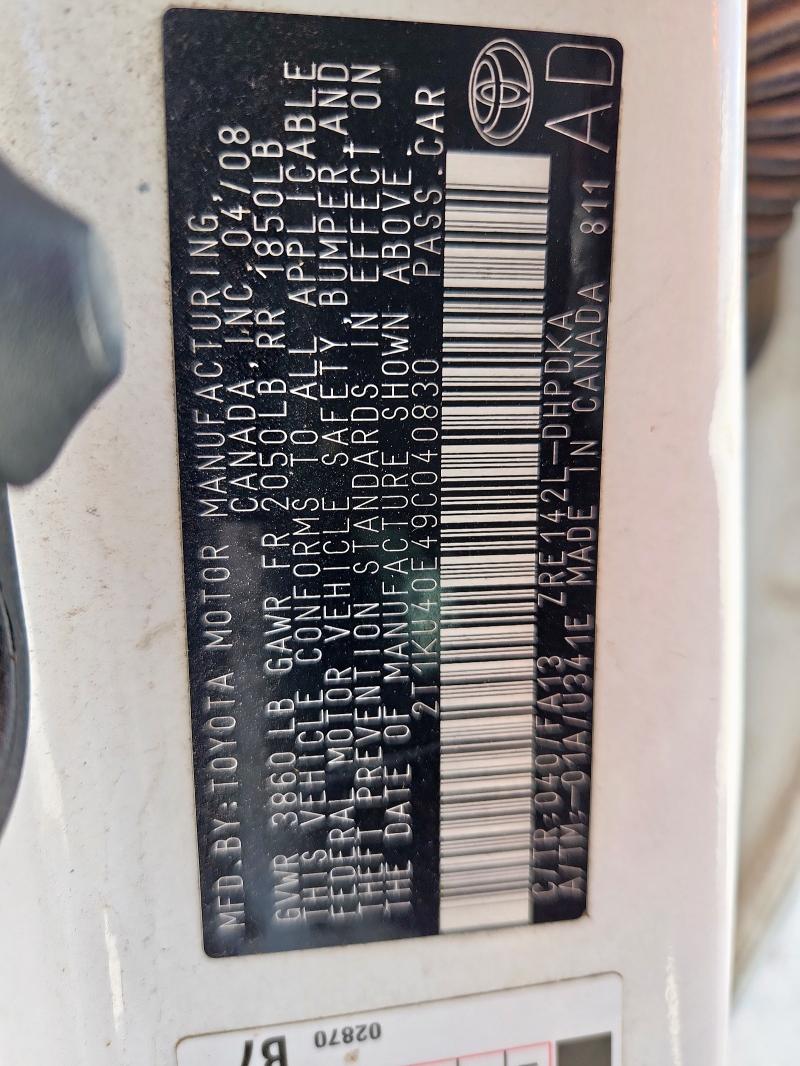 MFD.BY:TOYOTA MOTOR MANUFACTURING,
CANADA, INC. 04/08
GVWR 3860 LB GAWR FR 2050LB, RR 1850LB
THIS VEHICLE CONFORMS TO ALL APPLICABLE
FEDERAL MOTOR VEHICLE SAFETY, BUMPER, AND
THEFT PREVENTION STANDARDS IN EFFECT ON
THE DATE OF MANUFACTURE SHOWN ABOVE.
2T1KU40E49C040830 PASS.CAR
C/TR:040/FA13 ZRE142L-DHPDKA
A/TM:-01A/U341E MADE IN CANADA 811
AD
02870